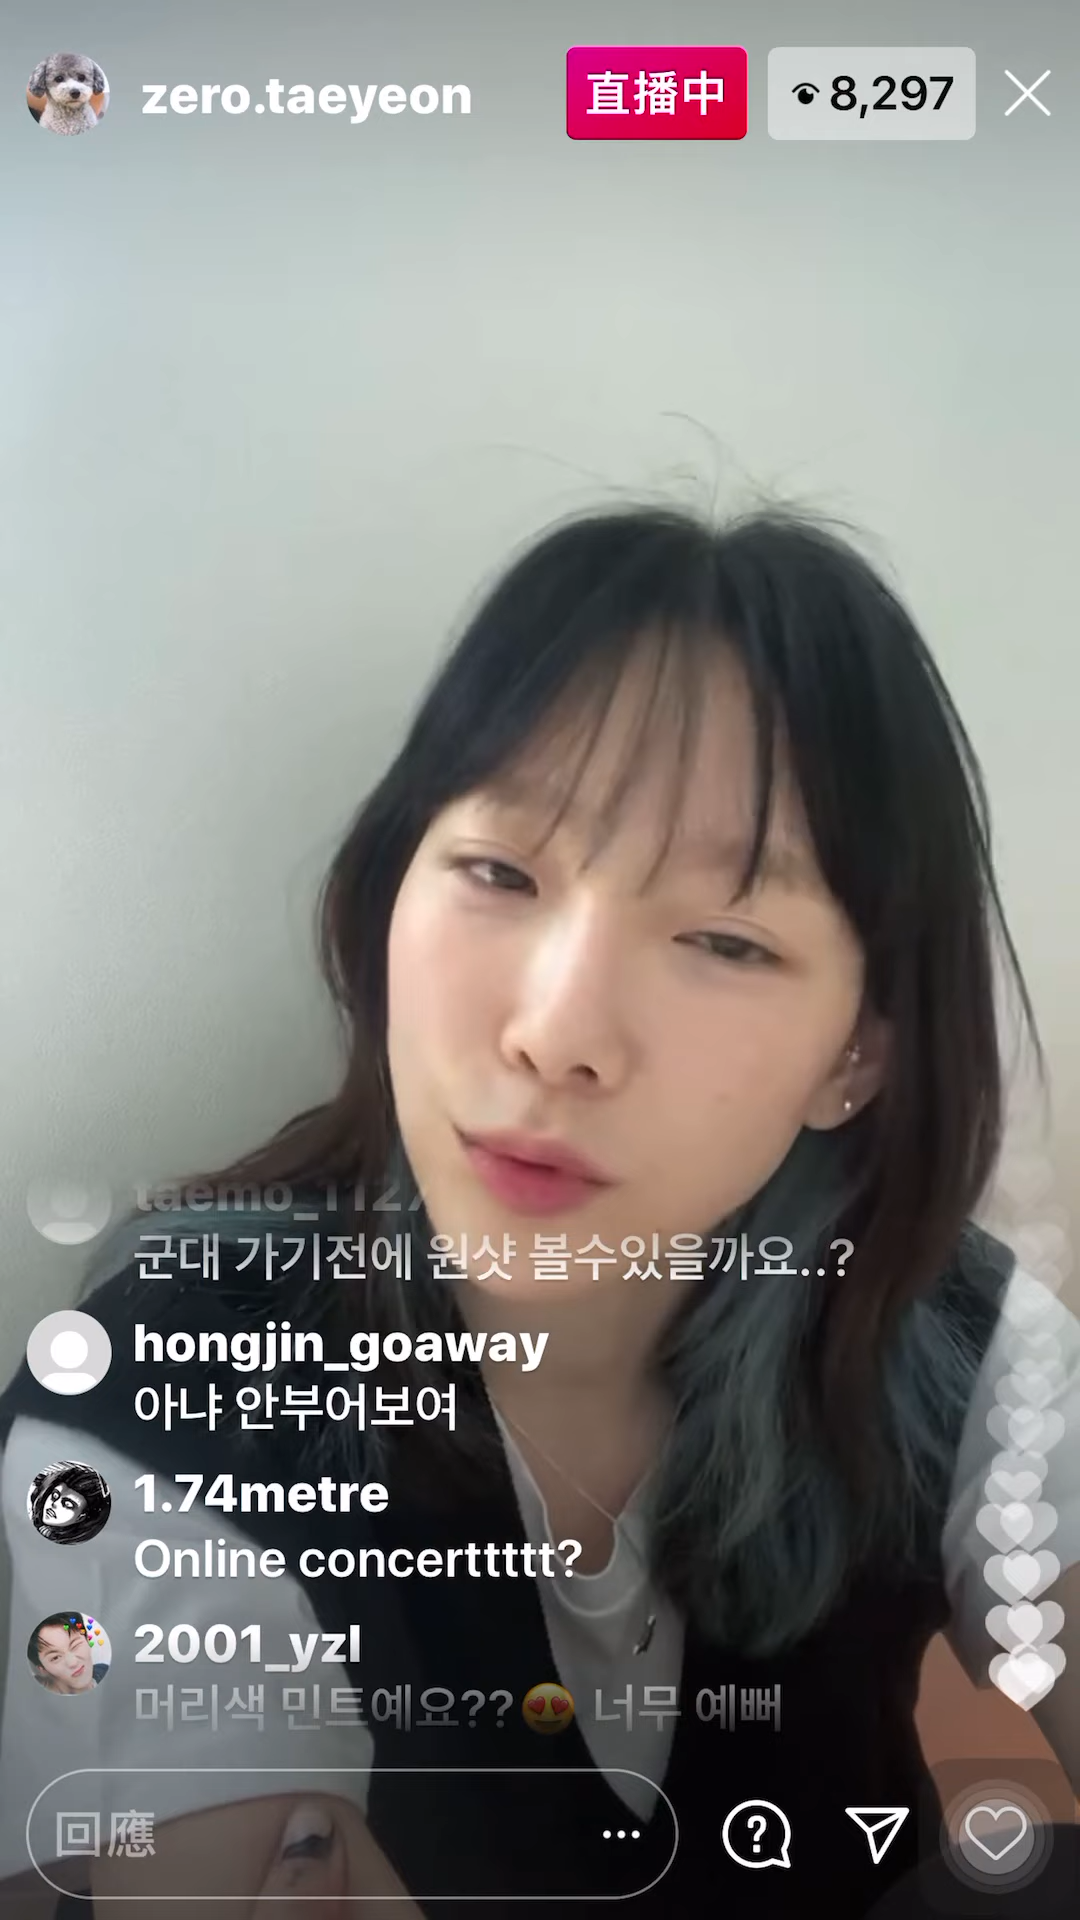 zero.taeyeon
直播中
8,297
taemo_1127
군대 가기전에 원샷 볼수있을까요..?
hongjin_goaway
아냐 안부어보여
1.74metre
Online concerttttt?
2001_yzl
머리색 민트예요??😍 너무 예뻐
回應